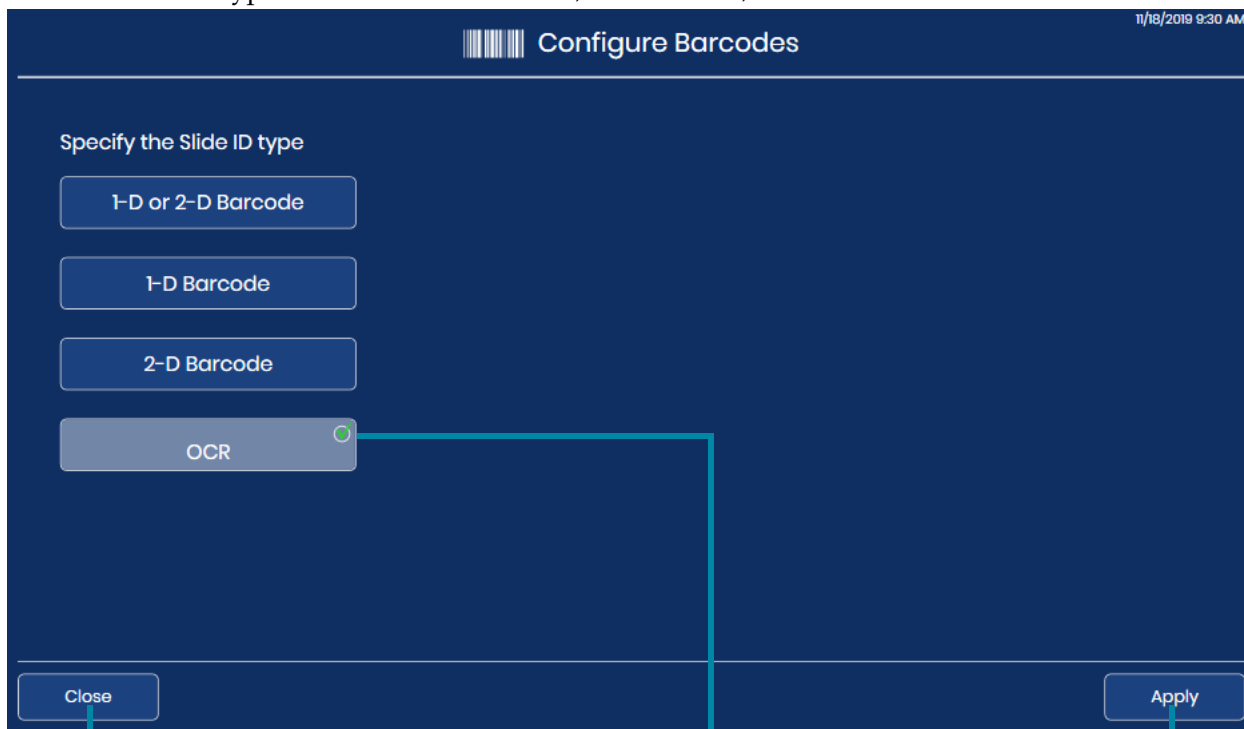 11/18/2019 9:30 AM
Configure Barcodes
Specify the Slide ID type
1-D or 2-D Barcode
1-D Barcode
2-D Barcode
OCR
Close
Apply